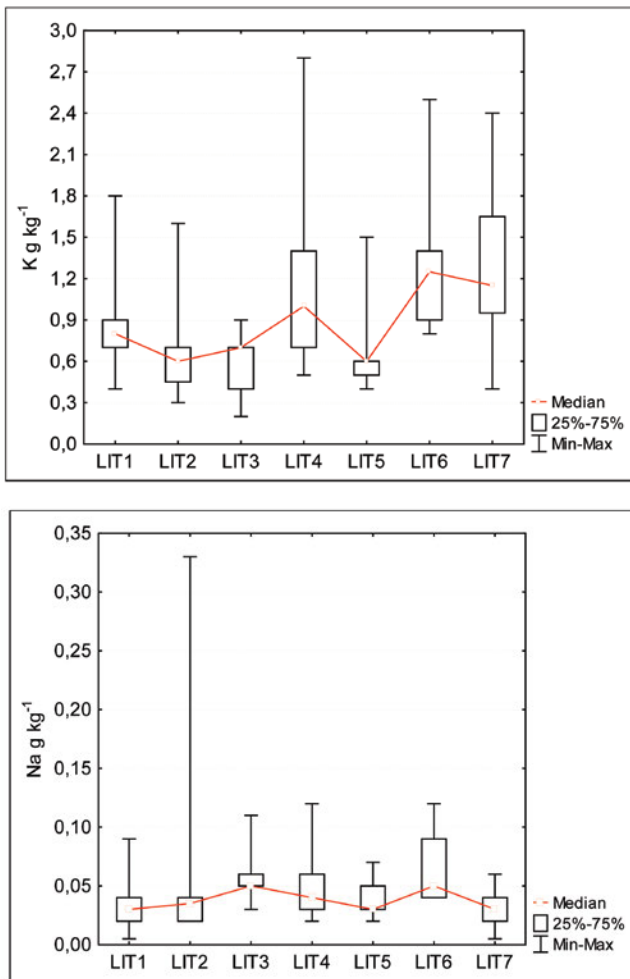 3,0
2,7
2,4
2,1
1,8
1,5
1,2
0,9
0,6
0,3
0,0
K g kg-1
LIT1 LIT2 LIT3 LIT4 LIT5 LIT6 LIT7
Median
25%-75%
Min-Max
0,35
0,30
0,25
0,20
0,15
0,10
0,05
0,00
Na g kg-1
LIT1 LIT2 LIT3 LIT4 LIT5 LIT6 LIT7
Median
25%-75%
Min-Max